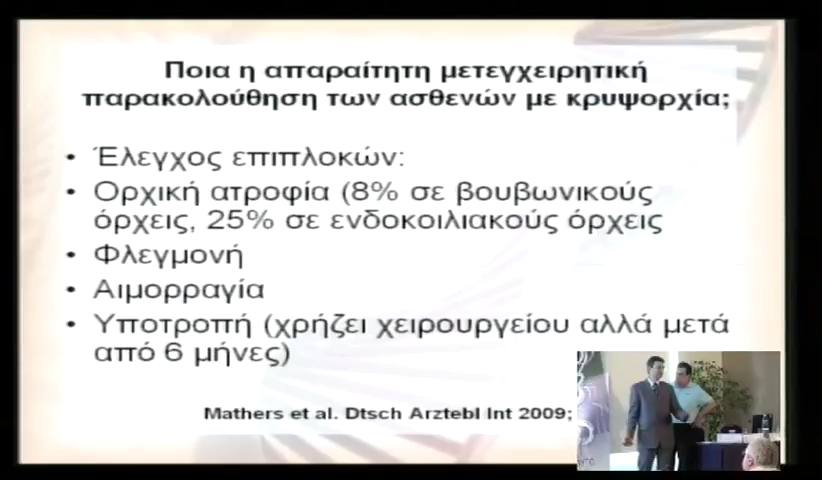 Ποια η απαραίτητη μετεγχειρητική
παρακολούθηση των ασθενών με κρυψορχία;
• Έλεγχος επιπλοκών:
• Ορχική ατροφία (8% σε βουβωνικούς
όρχεις, 25% σε ενδοκοιλιακούς όρχεις
• Φλεγμονή
• Αιμορραγία
• Υποτροπή (χρήζει χειρουργείου αλλά μετά
από 6 μήνες)
Mathers et al. Dtsch Arztebl Int 2009;